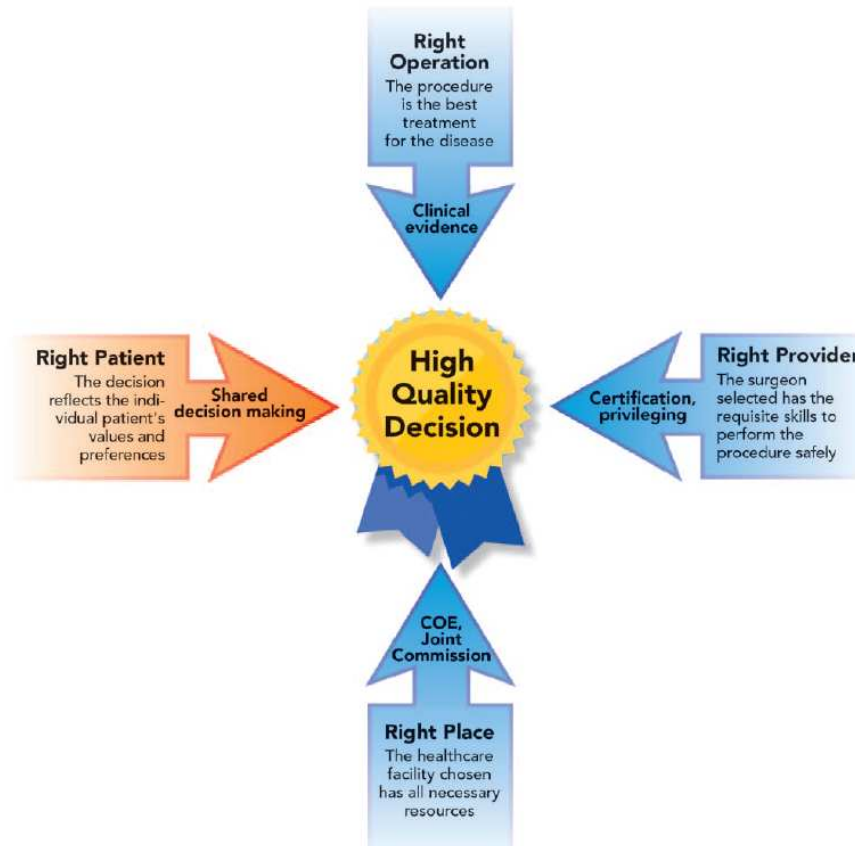 Right
Operation
The procedure
is the best
treatment
for the disease
Clinical
evidence
Right Patient
The decision
reflects the indi-
vidual patient's
values and
preferences
Shared
decision making
High
Quality
Decision
Certification,
privileging
Right Provider
The surgeon
selected has the
requisite skills to
perform the
procedure safely
COE,
Joint
Commission
Right Place
The healthcare
facility chosen
has all necessary
resources